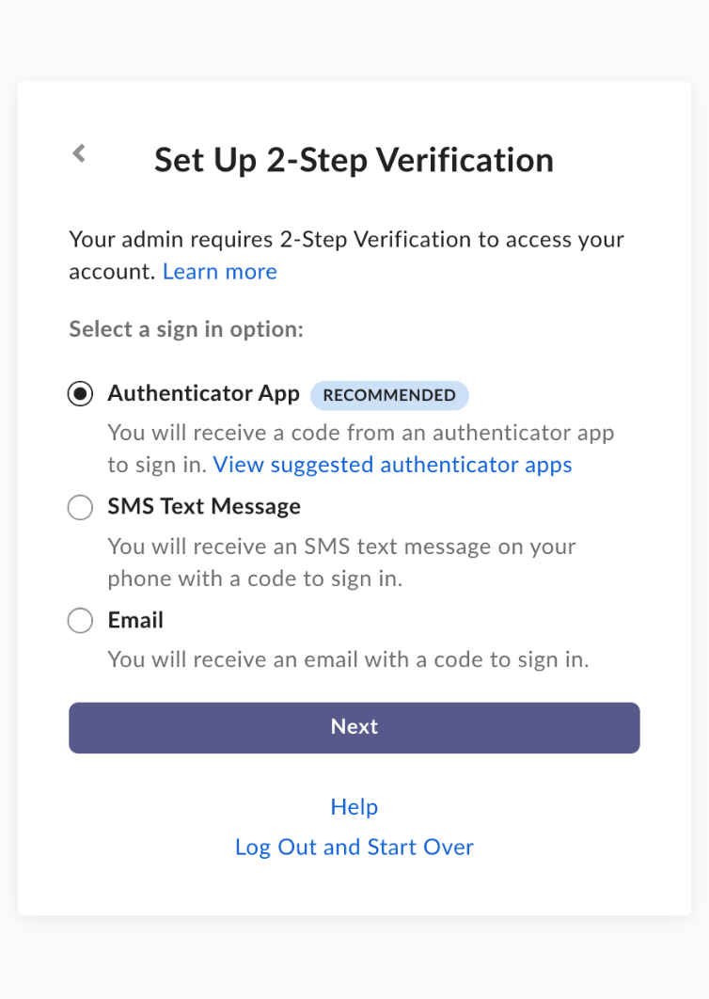 Set Up 2-Step Verification
Your admin requires 2-Step Verification to access your
account. Learn more
Select a sign in option:
Authenticator App RECOMMENDED
You will receive a code from an authenticator app
to sign in. View suggested authenticator apps
SMS Text Message
You will receive an SMS text message on your
phone with a code to sign in.
Email
You will receive an email with a code to sign in.
Next
Help
Log Out and Start Over